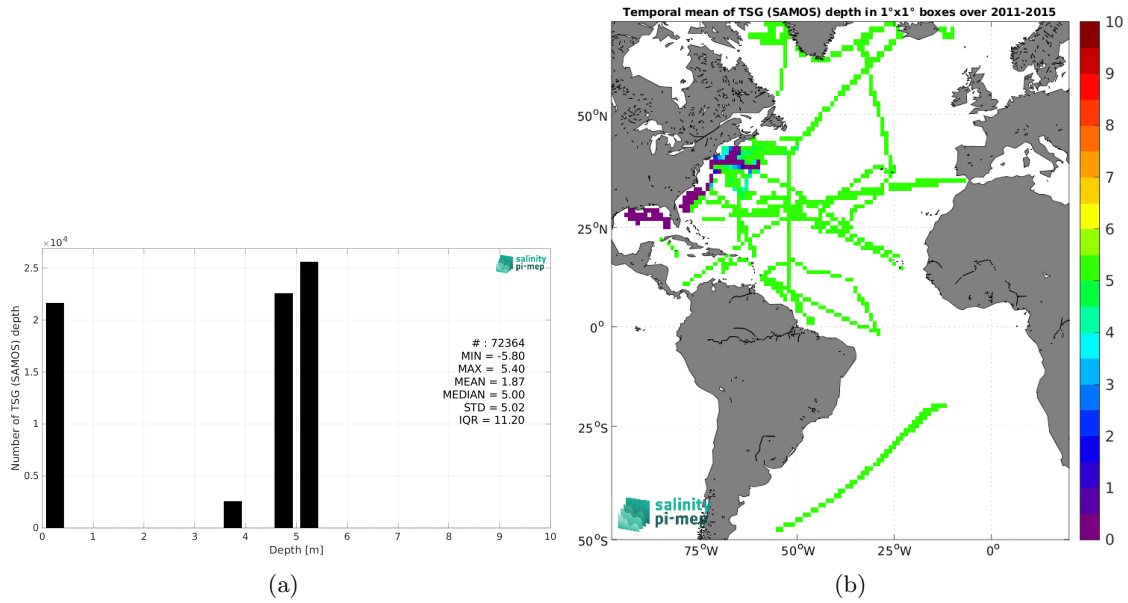 ×10⁴
2.5
2
1.5
1
0.5
0
0 1 2 3 4 5 6 7 8 9 10
Number of TSG (SAMOS) depth
Depth [m]
salinity
pi-mep
# : 72364
MIN = -5.80
MAX = 5.40
MEAN = 1.87
MEDIAN = 5.00
STD = 5.02
IQR = 11.20
(a)
Temporal mean of TSG (SAMOS) depth in 1°x1° boxes over 2011-2015
50°N
25°N
0°
25°S
50°S
75°W 50°W 25°W 0°
salinity
pi-mep
10
9
8
7
6
5
4
3
2
1
0
(b)